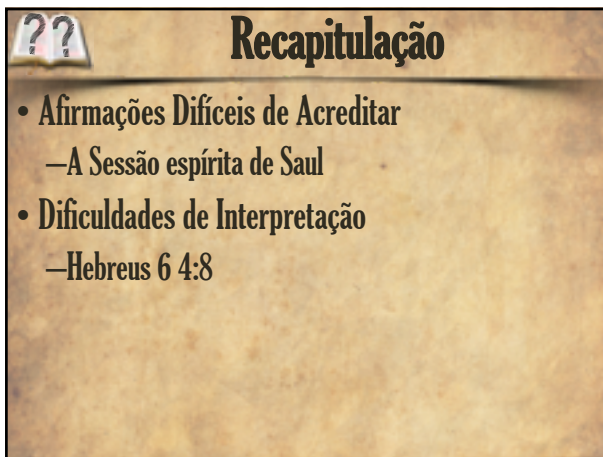 ??
Recapitulação
• Afirmações Difíceis de Acreditar
–A Sessão espírita de Saul
• Dificuldades de Interpretação
–Hebreus 6 4:8